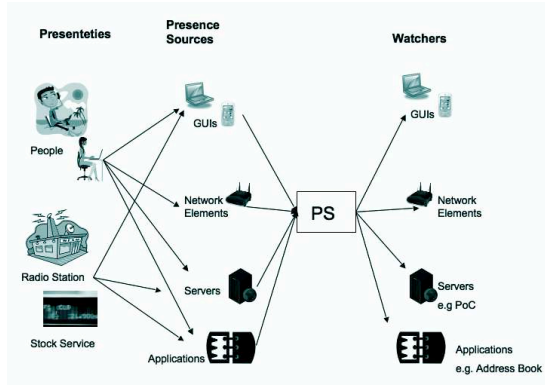 Presenteties
Presence
Sources
Watchers
People
Radio Station
Stock Service
GUIs
Network
Elements
Servers
Applications
PS
GUIs
Network
Elements
Servers
e.g PoC
Applications
e.g. Address Book